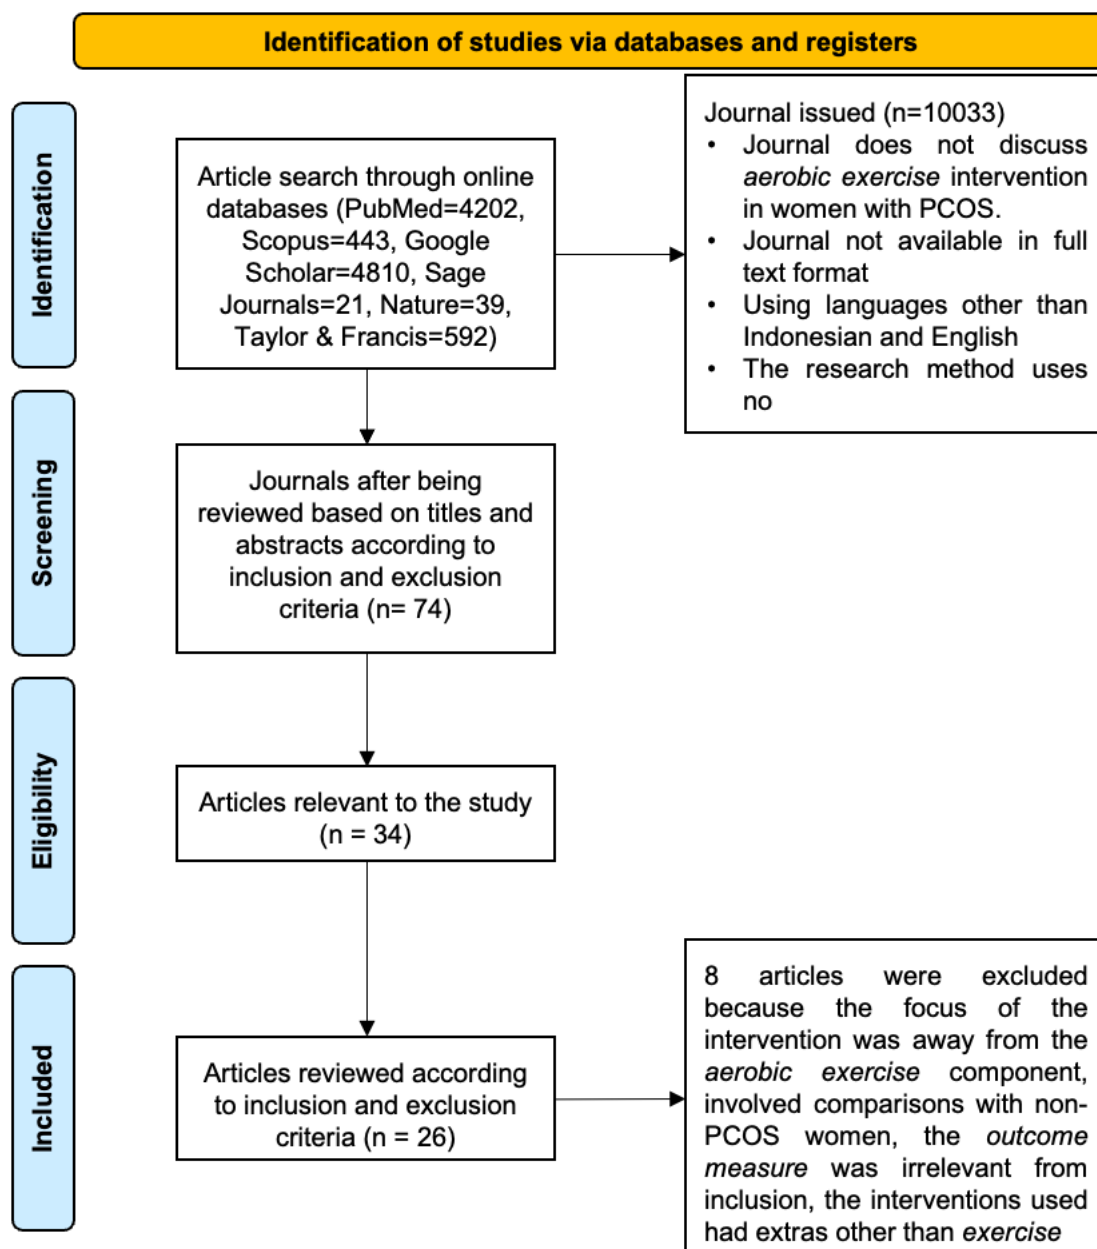 Identification of studies via databases and registers
Identification
Article search through online
databases (PubMed=4202,
Scopus=443, Google
Scholar=4810, Sage
Journals=21, Nature=39,
Taylor & Francis=592)
Journal issued (n=10033)
• Journal does not discuss
aerobic exercise intervention
in women with PCOS.
• Journal not available in full
text format
• Using languages other than
Indonesian and English
• The research method uses
no
Screening
Journals after being
reviewed based on titles and
abstracts according to
inclusion and exclusion
criteria (n= 74)
Eligibility
Articles relevant to the study
(n = 34)
Included
Articles reviewed according
to inclusion and exclusion
criteria (n = 26)
8 articles were excluded
because the focus of the
intervention was away from the
aerobic exercise component,
involved comparisons with non-
PCOS women, the outcome
measure was irrelevant from
inclusion, the interventions used
had extras other than exercise